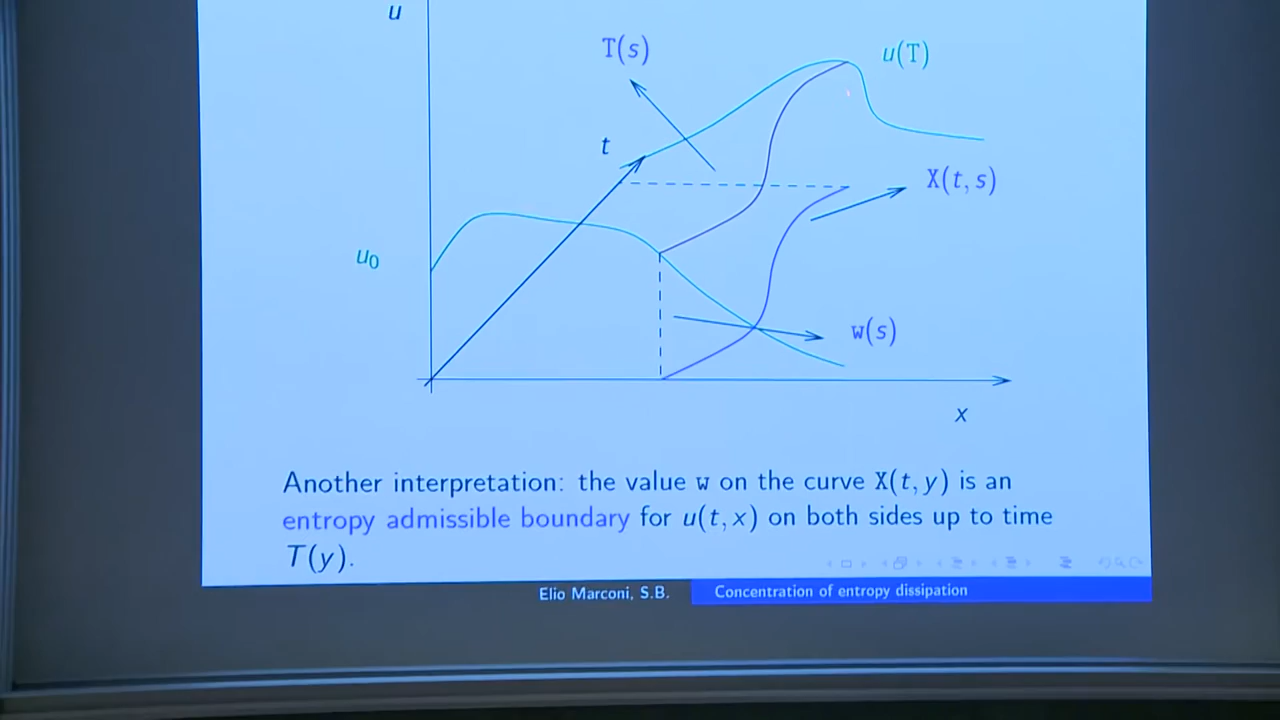 u
T(s)
u(T)
t
X(t, s)
u0
w(s)
x
Another interpretation: the value w on the curve X(t, y) is an
entropy admissible boundary for u(t, x) on both sides up to time
T(y).
Elio Marconi, S.B.
Concentration of entropy dissipation